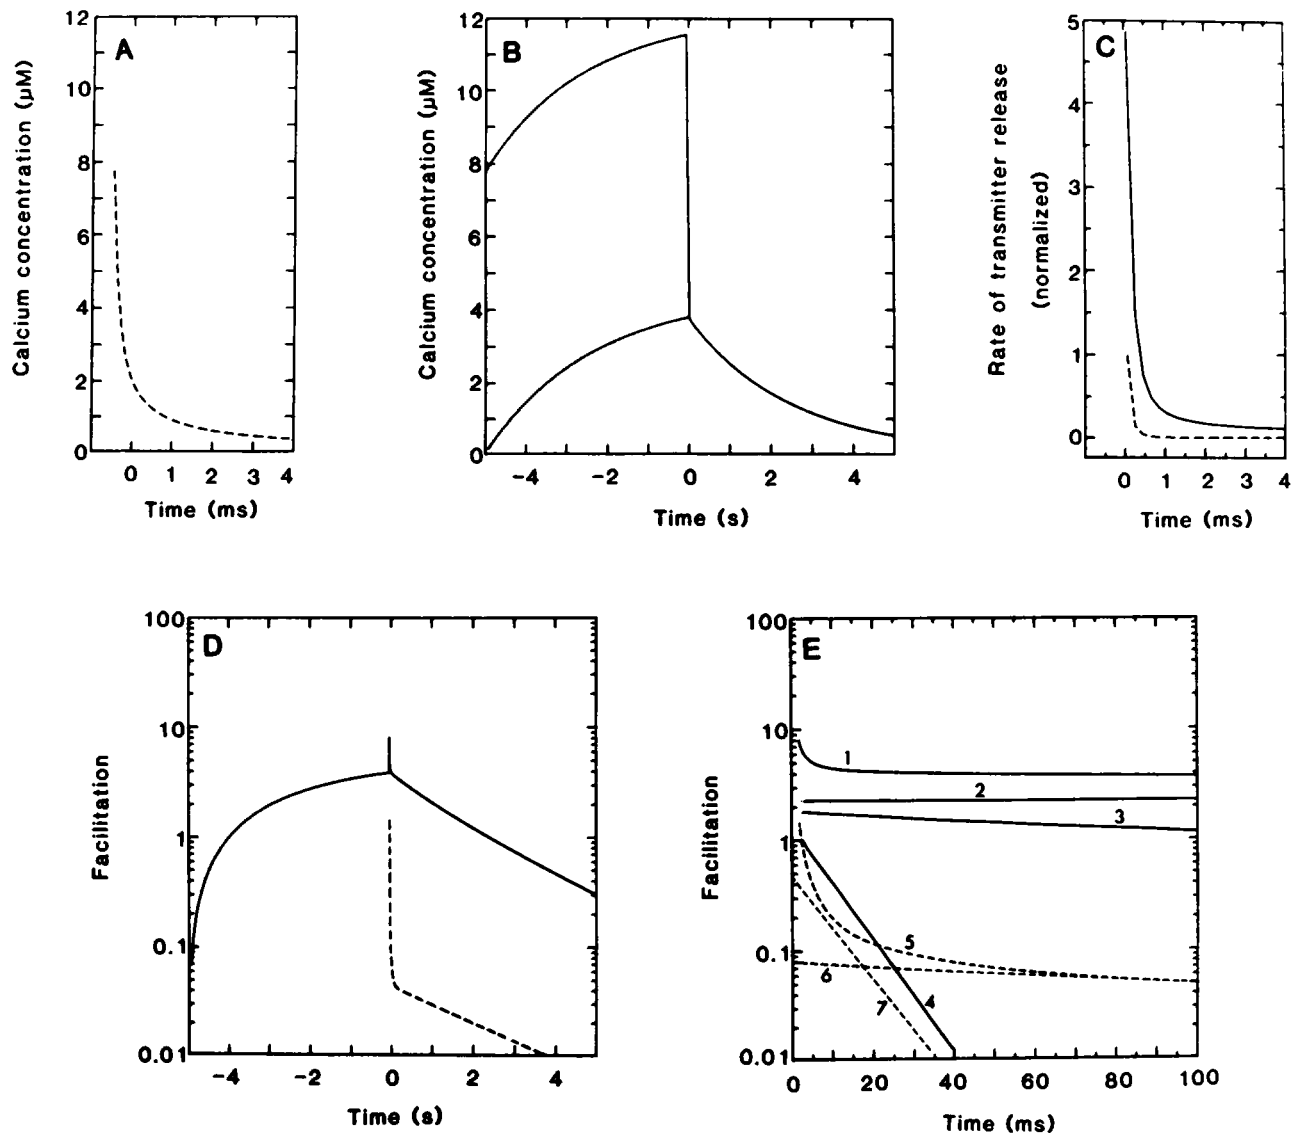 A
Calcium concentration (μM)
12
10
8
6
4
2
0
0 1 2 3 4
Time (ms)
B
Calcium concentration (μM)
12
10
8
6
4
2
0
-4 -2 0 2 4
Time (s)
C
Rate of transmitter release
(normalized)
5
4
3
2
1
0
0 1 2 3 4
Time (ms)
D
Facilitation
100
10
1
0.1
0.01
-4 -2 0 2 4
Time (s)
E
Facilitation
100
10
1
0.1
0.01
1
2
3
5
6
7
4
0 20 40 60 80 100
Time (ms)